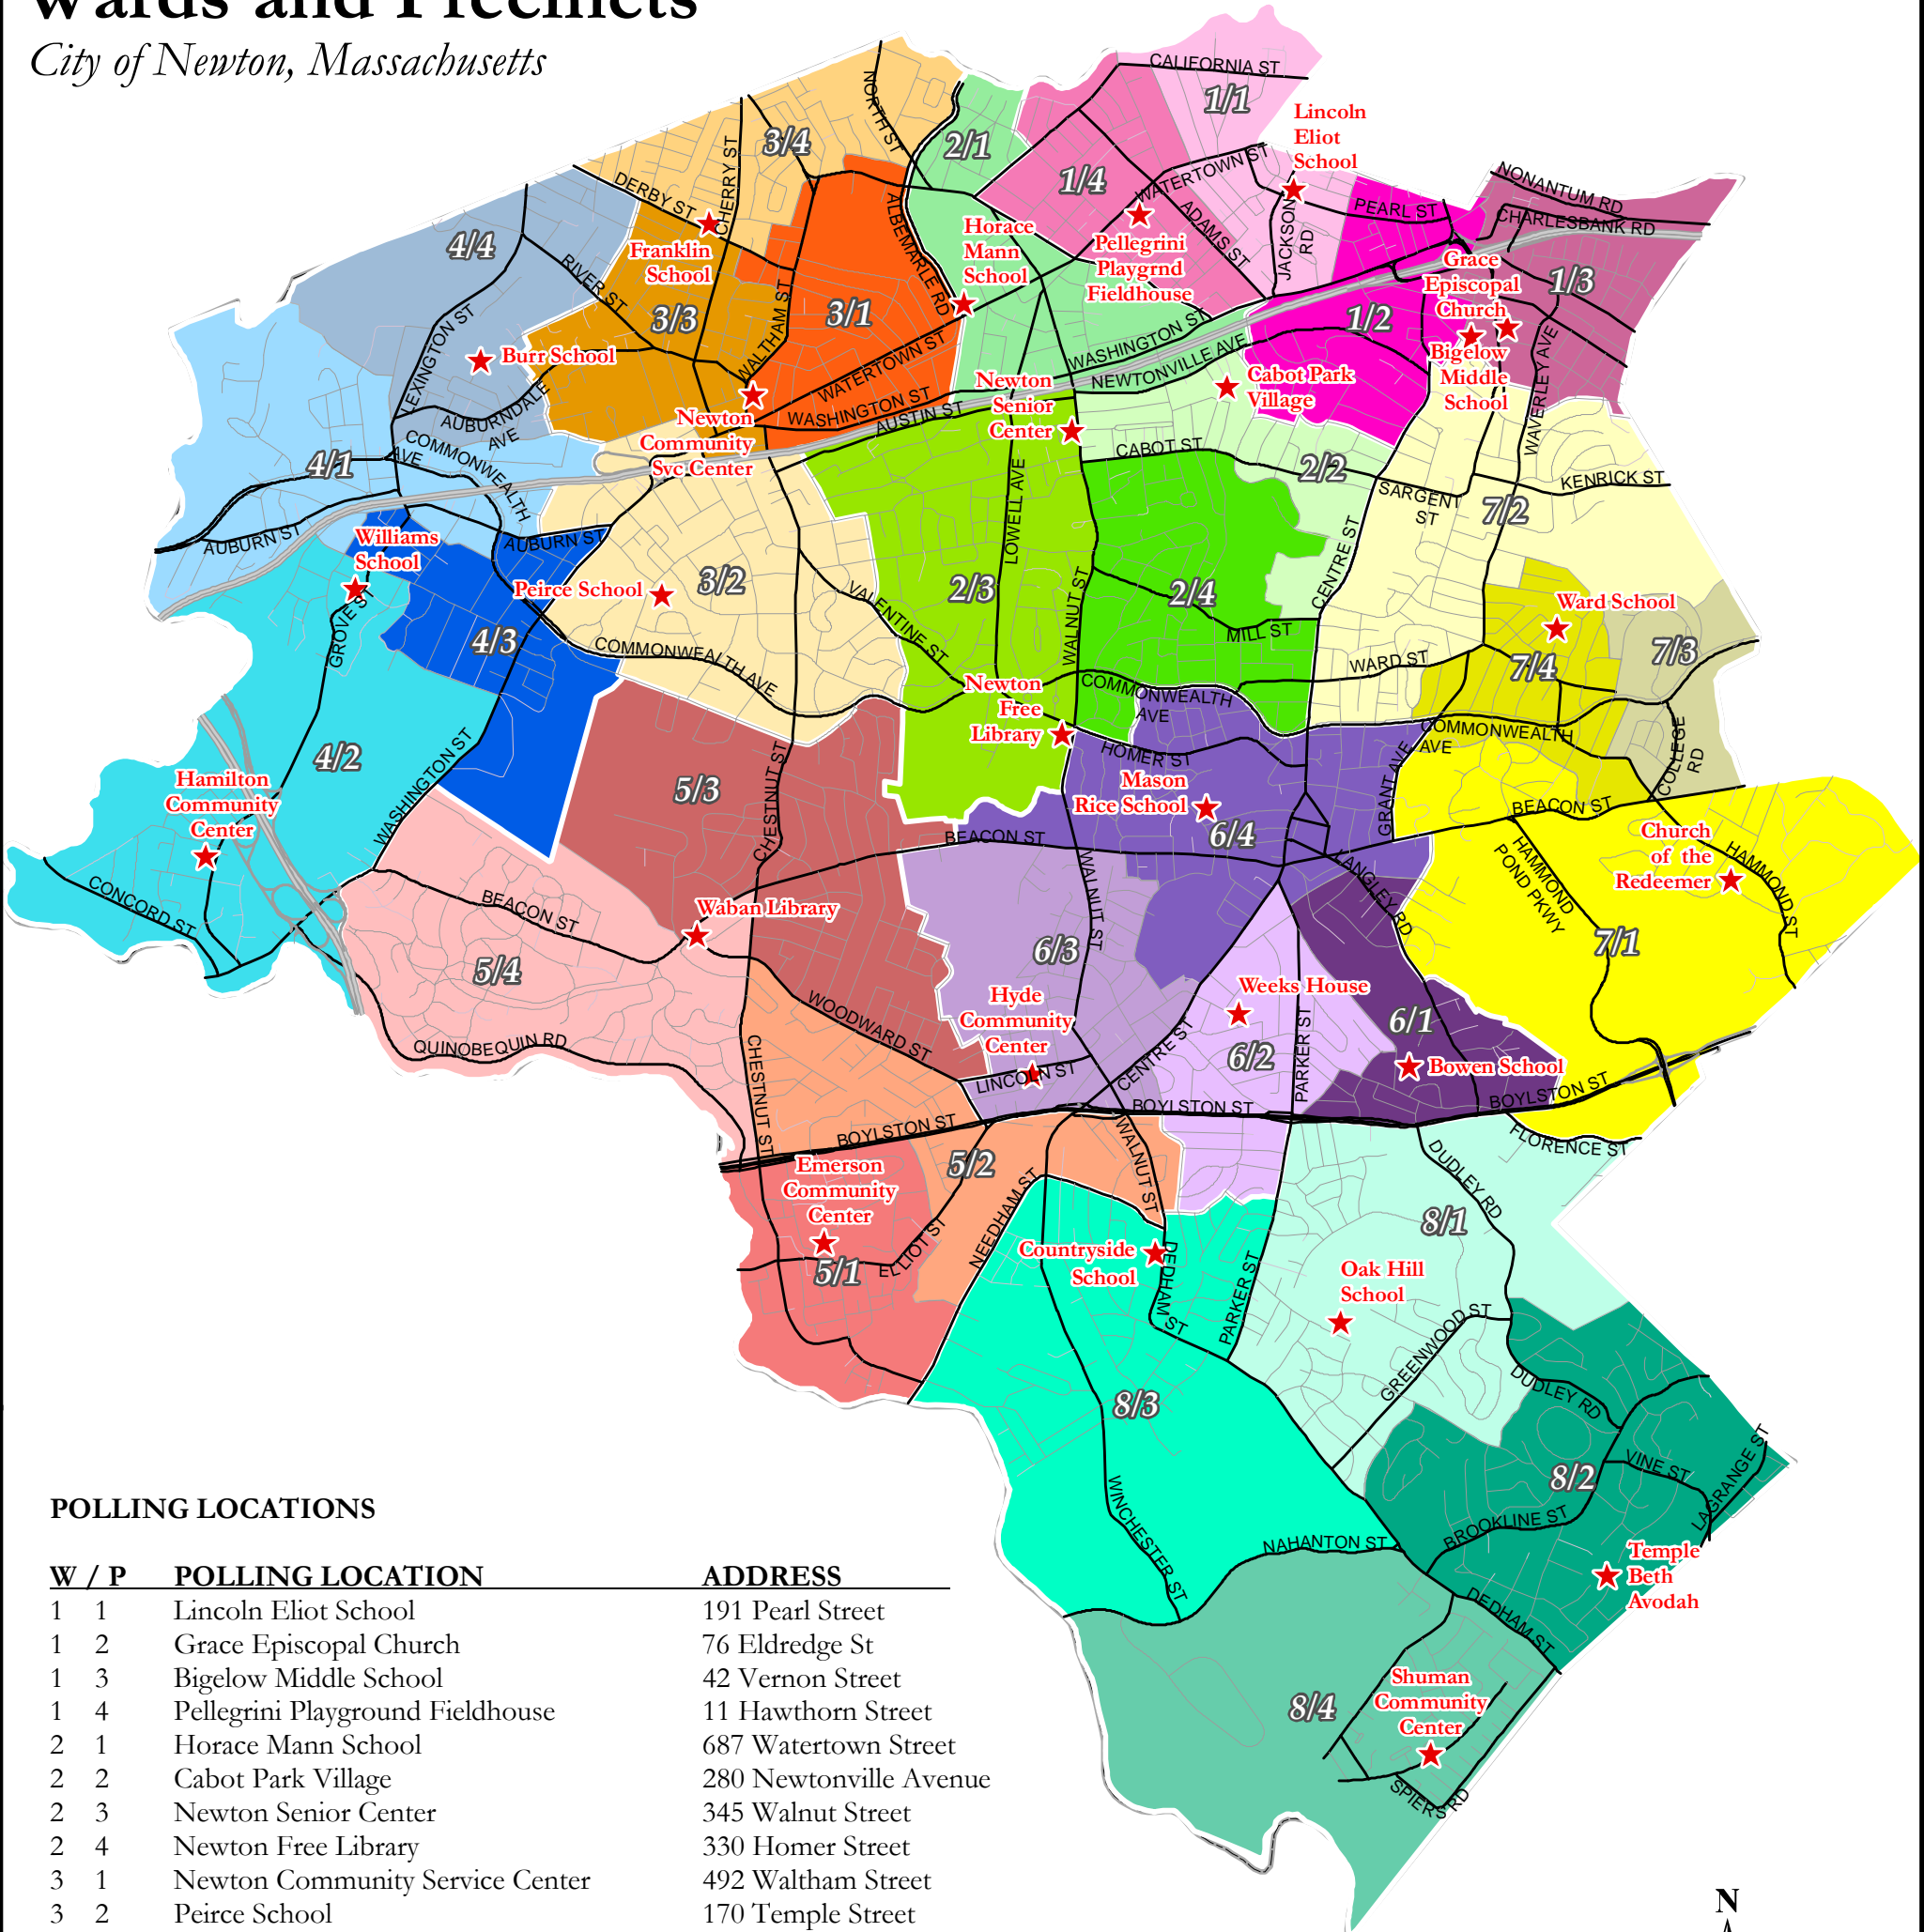 Wards and Precincts
City of Newton, Massachusetts
CALIFORNIA ST
1/1
Lincoln
Eliot
School
NORTH ST
3/4
2/1
1/4
WATERTOWN ST
CHERRY ST
DERBY ST
ADAMS ST
JACKSON
RD
PEARL ST
NONANTUM RD
CHARLESBANK RD
Franklin
School
ALBEMARLE RD
Horace
Mann
School
Pellegrini
Playgrnd
Fieldhouse
Grace
Episcopal
Church
1/3
4/4
RIVER ST
3/3
WALTHAM ST
3/1
1/2
LEXINGTON ST
Burr School
WATERTOWN ST
WASHINGTON ST
NEWTONVILLE AVE
Bigelow
Middle
School
WAVERLEY AVE
AUBURNDALE
AVE
Newton
Community
Svc Center
WASHINGTON ST
AUSTIN ST
Newton
Senior
Center
Cabot Park
Village
COMMONWEALTH
AVE
4/1
CABOT ST
2/2
SARGENT
ST
KENRICK ST
7/2
LOWELL AVE
AUBURN ST
Williams
School
AUBURN ST
Peirce School
3/2
VALENTINE ST
2/3
WALNUT ST
2/4
MILL ST
CENTRE ST
Ward School
GROVE ST
4/3
COMMONWEALTH AVE
WARD ST
7/4
7/3
Newton
Free
Library
COMMONWEALTH
AVE
HOMER ST
COMMONWEALTH
AVE
COLLEGE
RD
4/2
WASHINGTON ST
Hamilton
Community
Center
5/3
CHESTNUT ST
Mason
Rice School
6/4
GRANT AVE
BEACON ST
BEACON ST
LANGLEY RD
HAMMOND
POND PKWY
Church
of the
Redeemer
HAMMOND ST
CONCORD ST
BEACON ST
Waban Library
WALNUT ST
5/4
6/3
7/1
WOODWARD ST
Hyde
Community
Center
Weeks House
6/1
QUINOBEQUIN RD
CHESTNUT ST
LINCOLN ST
CENTRE ST
6/2
PARKER ST
Bowen School
BOYLSTON ST
BOYLSTON ST
BOYLSTON ST
FLORENCE ST
Emerson
Community
Center
5/2
WALNUT ST
DUDLEY RD
NEEDHAM ST
8/1
5/1
ELLIOT ST
Countryside
School
DEDHAM
ST
PARKER ST
Oak Hill
School
GREENWOOD ST
8/3
DUDLEY RD
8/2
VINE ST
LAGRANGE ST
WINCHESTER ST
NAHANTON ST
BROOKLINE ST
Temple
Beth
Avodah
DEDHAM ST
8/4
Shuman
Community
Center
SPIERS RD
POLLING LOCATIONS
W / P POLLING LOCATION ADDRESS
1 1 Lincoln Eliot School 191 Pearl Street
1 2 Grace Episcopal Church 76 Eldredge St
1 3 Bigelow Middle School 42 Vernon Street
1 4 Pellegrini Playground Fieldhouse 11 Hawthorn Street
2 1 Horace Mann School 687 Watertown Street
2 2 Cabot Park Village 280 Newtonville Avenue
2 3 Newton Senior Center 345 Walnut Street
2 4 Newton Free Library 330 Homer Street
3 1 Newton Community Service Center 492 Waltham Street
3 2 Peirce School 170 Temple Street
N